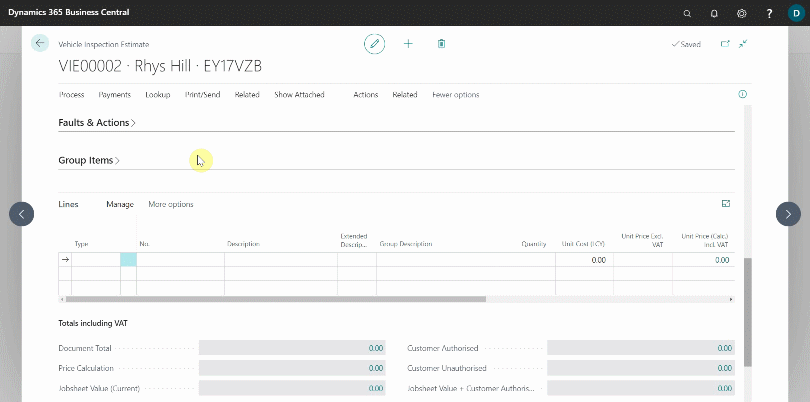 Dynamics 365 Business Central
D
Vehicle Inspection Estimate
Saved
VIE00002 · Rhys Hill · EY17VZB
Process Payments Lookup Print/Send Related Show Attached Actions Related Fewer options
Faults & Actions
Group Items
Lines Manage More options
Type No. Description Extended Descrip... Group Description Quantity Unit Cost (LCY) Unit Price Excl. VAT Unit Price (Calc.) Incl. VAT
0.00 0.00
Totals including VAT
Document Total 0.00 Customer Authorised 0.00
Price Calculation 0.00 Customer Unauthorised 0.00
Jobsheet Value (Current) 0.00 Jobsheet Value + Customer Authoris... 0.00